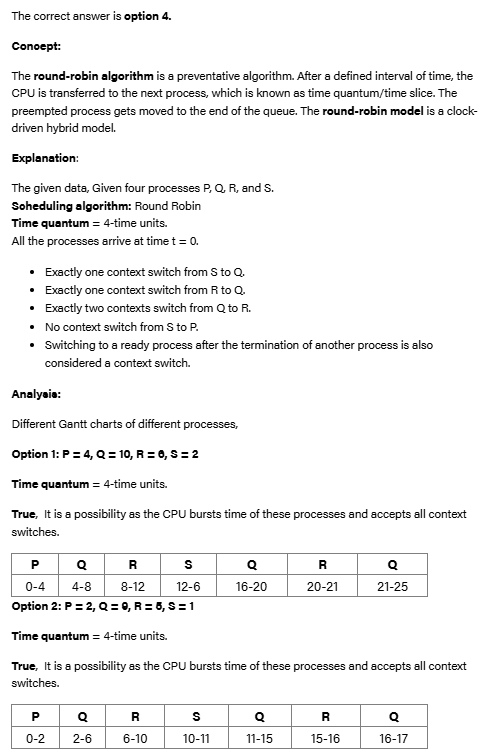 The correct answer is option 4.
Concept:
The round-robin algorithm is a preventative algorithm. After a defined interval of time, the
CPU is transferred to the next process, which is known as time quantum/time slice. The
preempted process gets moved to the end of the queue. The round-robin model is a clock-
driven hybrid model.
Explanation:
The given data, Given four processes P, Q, R, and S.
Soheduling algorithm: Round Robin
Time quantum = 4-time units.
All the processes arrive at time t = 0.
• Exactly one context switch from S to Q.
• Exactly one context switch from R to Q.
• Exactly two contexts switch from Q to R.
• No context switch from S to P.
• Switching to a ready process after the termination of another process is also
considered a context switch.
Analysis:
Different Gantt charts of different processes,
Option 1: P = 4, Q = 10, R = 6, S = 2
Time quantum = 4-time units.
True, It is a possibility as the CPU bursts time of these processes and accepts all context
switches.
P Q R S Q R Q
0-4 4-8 8-12 12-6 16-20 20-21 21-25
Option 2: P = 2, Q = 9, R = 5, S = 1
Time quantum = 4-time units.
True, It is a possibility as the CPU bursts time of these processes and accepts all context
switches.
P Q R S Q R Q
0-2 2-6 6-10 10-11 11-15 15-16 16-17